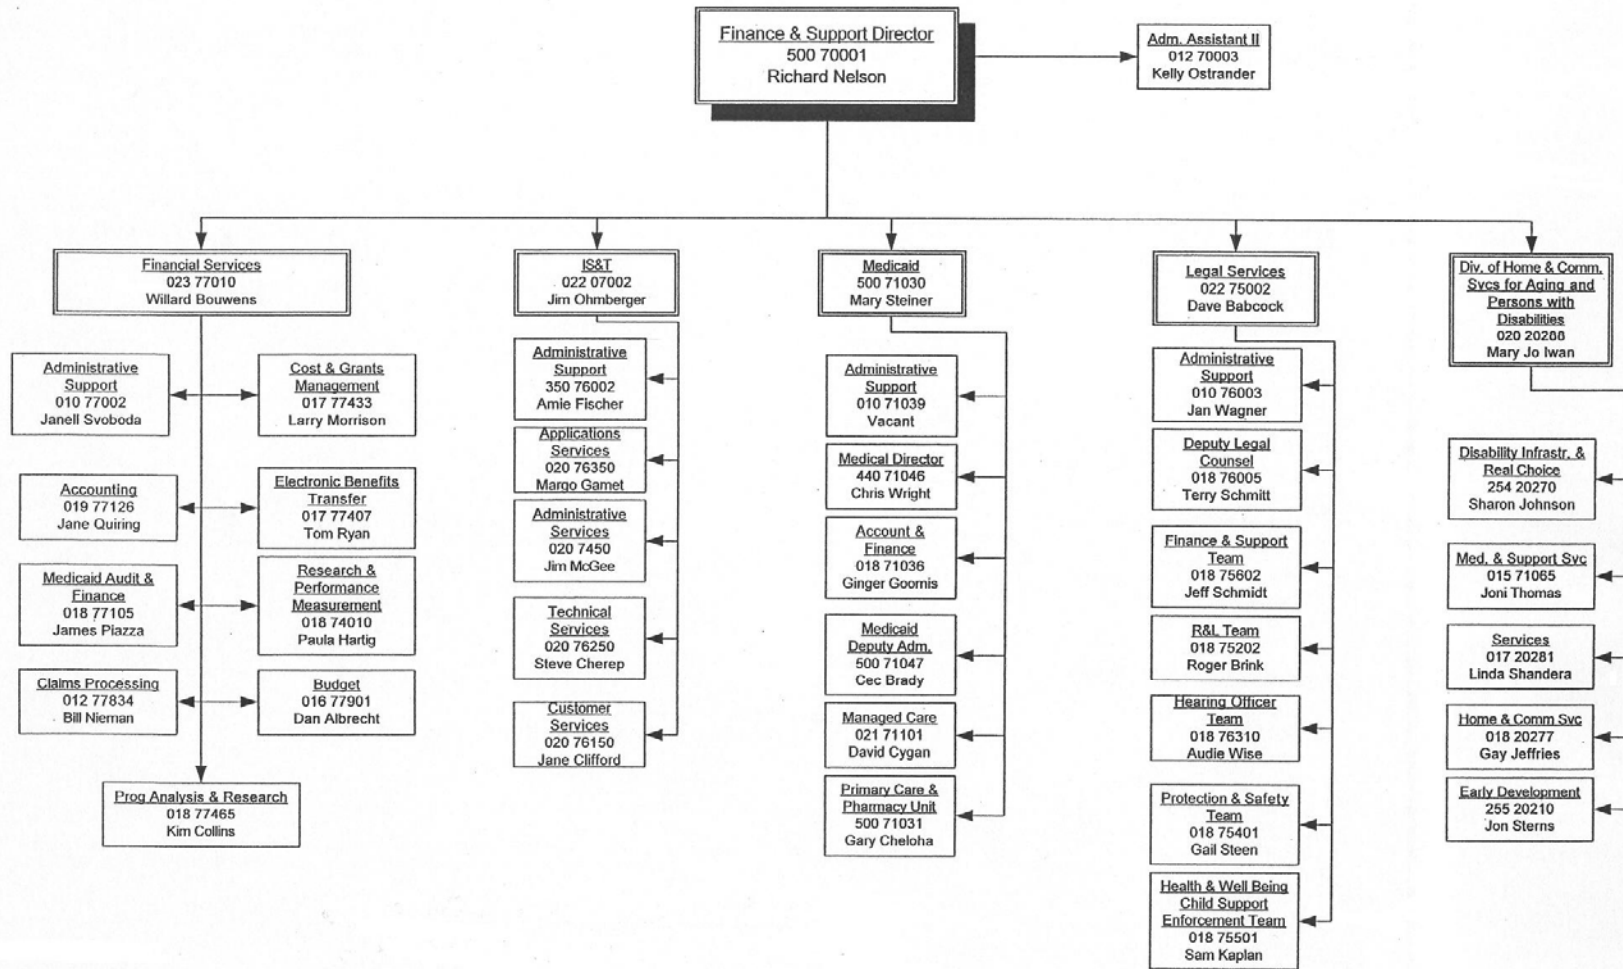 Finance & Support Director
500 70001
Richard Nelson
Adm. Assistant II
012 70003
Kelly Ostrander
Financial Services
023 77010
Willard Bouwens
Administrative
Support
010 77002
Janell Svoboda
Cost & Grants
Management
017 77433
Larry Morrison
Accounting
019 77126
Jane Quiring
Electronic Benefits
Transfer
017 77407
Tom Ryan
Medicaid Audit &
Finance
018 77105
James Piazza
Research &
Performance
Measurement
018 74010
Paula Hartig
Claims Processing
012 77834
Bill Nieman
Budget
016 77901
Dan Albrecht
Prog Analysis & Research
018 77465
Kim Collins
IS&T
022 07002
Jim Ohmberger
Administrative
Support
350 76002
Amie Fischer
Applications
Services
020 76350
Margo Gamet
Administrative
Services
020 7450
Jim McGee
Technical
Services
020 76250
Steve Cherep
Customer
Services
020 76150
Jane Clifford
Medicaid
500 71030
Mary Steiner
Administrative
Support
010 71039
Vacant
Medical Director
440 71046
Chris Wright
Account &
Finance
018 71036
Ginger Goomis
Medicaid
Deputy Adm.
500 71047
Cec Brady
Managed Care
021 71101
David Cygan
Primary Care &
Pharmacy Unit
500 71031
Gary Cheloha
Legal Services
022 75002
Dave Babcock
Administrative
Support
010 76003
Jan Wagner
Deputy Legal
Counsel
018 76005
Terry Schmitt
Finance & Support
Team
018 75602
Jeff Schmidt
R&L Team
018 75202
Roger Brink
Hearing Officer
Team
018 76310
Audie Wise
Protection & Safety
Team
018 75401
Gail Steen
Health & Well Being
Child Support
Enforcement Team
018 75501
Sam Kaplan
Div. of Home & Comm.
Svcs for Aging and
Persons with
Disabilities
020 20288
Mary Jo Iwan
Disability Infrastr. &
Real Choice
254 20270
Sharon Johnson
Med. & Support Svc
015 71065
Joni Thomas
Services
017 20281
Linda Shandera
Home & Comm Svc
018 20277
Gay Jeffries
Early Development
255 20210
Jon Sterns